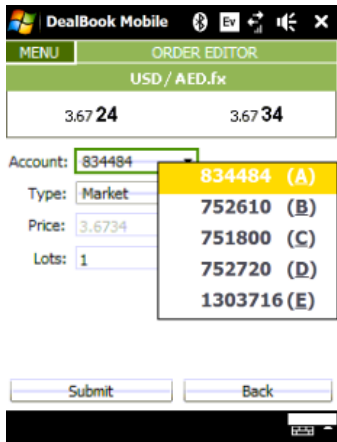 DealBook Mobile Ev
MENU ORDER EDITOR
USD / AED.fx
3.67 24 3.67 34
Account: 834484
834484 (A)
Type: Market
752610 (B)
Price: 3.6734
751800 (C)
Lots: 1
752720 (D)
1303716 (E)
Submit Back